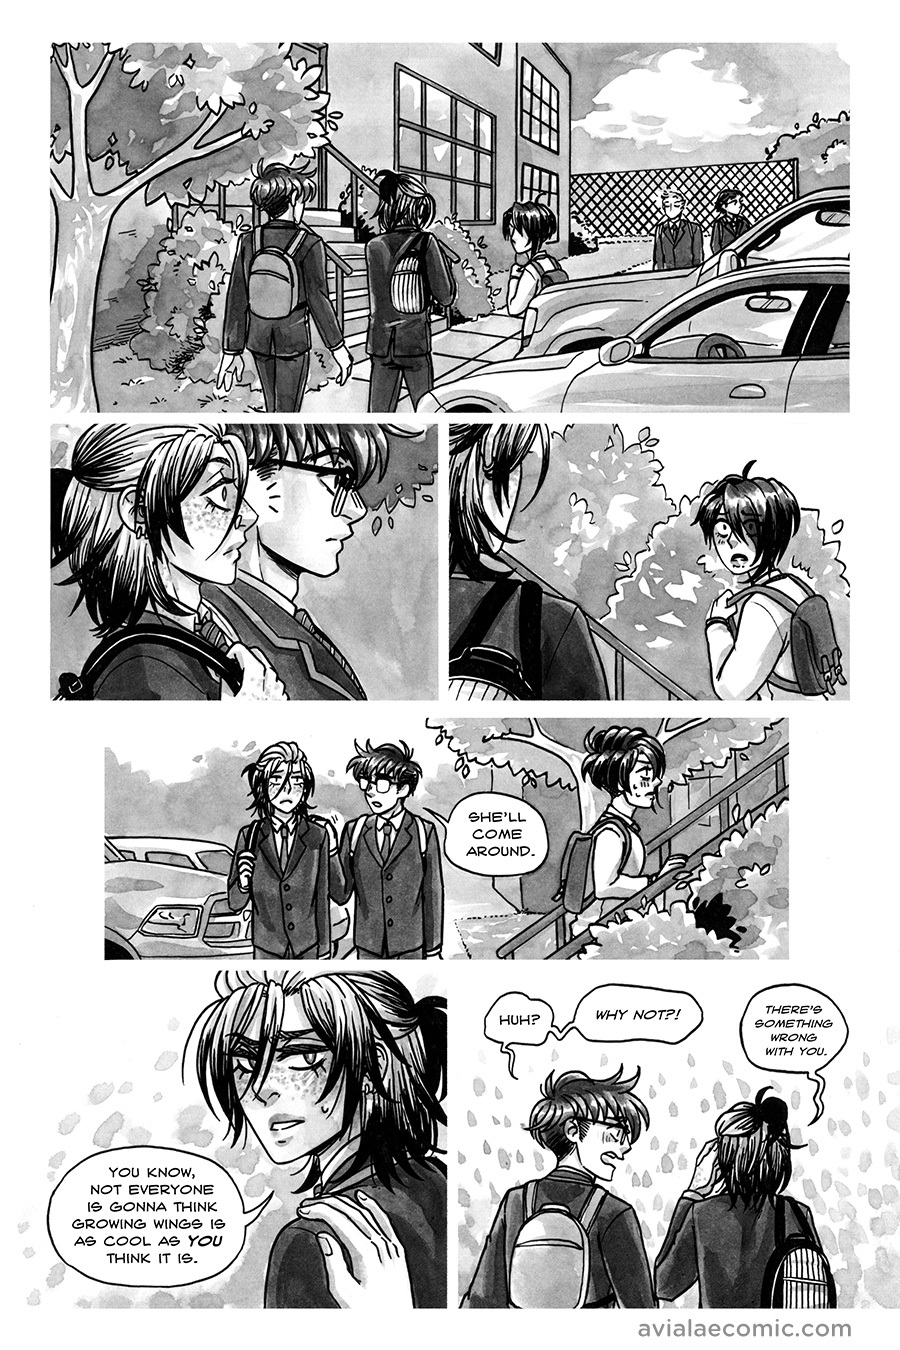 SHE'LL
COME
AROUND.
YOU KNOW,
NOT EVERYONE
IS GONNA THINK
GROWING WINGS IS
AS COOL AS YOU
THINK IT IS.
HUH?
WHY NOT?!
THERE'S
SOMETHING
WRONG
WITH YOU.
avialaecomic.com